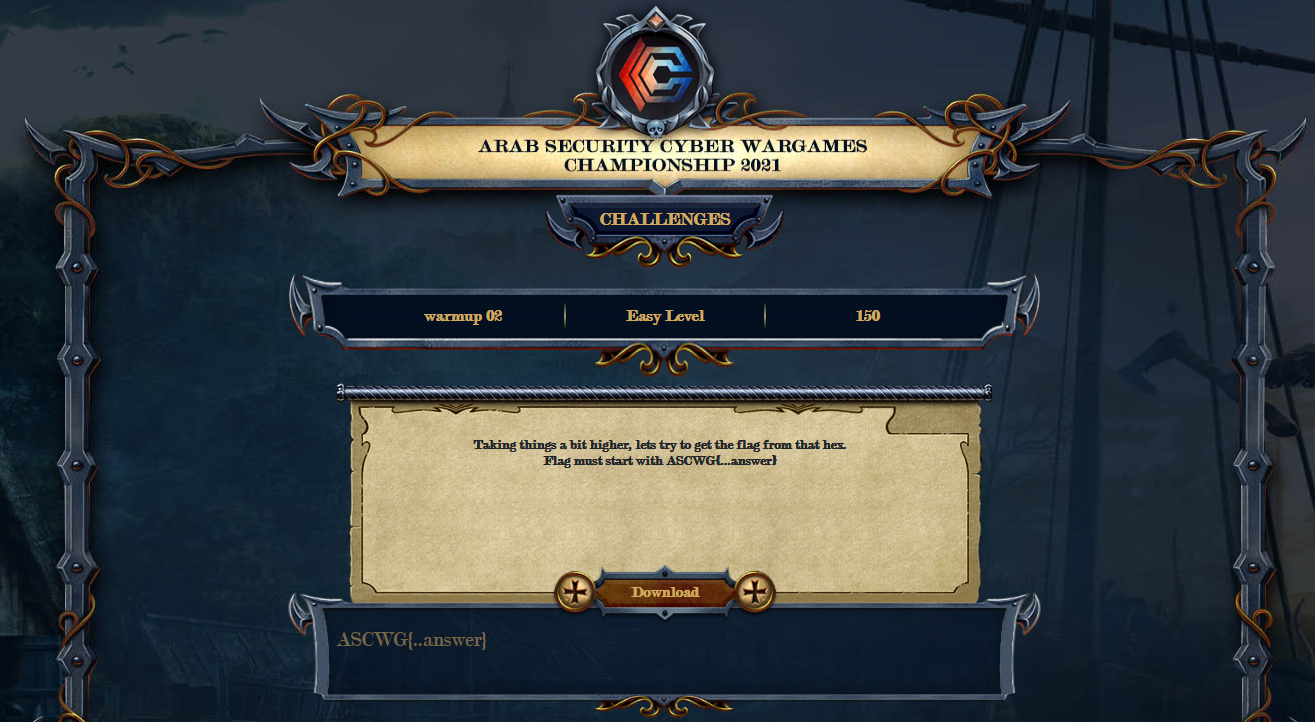 ARAB SECURITY CYBER WARGAMES
CHAMPIONSHIP 2021
CHALLENGES
warmup 02
Easy Level
150
Taking things a bit higher, lets try to get the flag from that hex.
Flag must start with ASCWG{...answer}
Download
ASCWG{..answer}